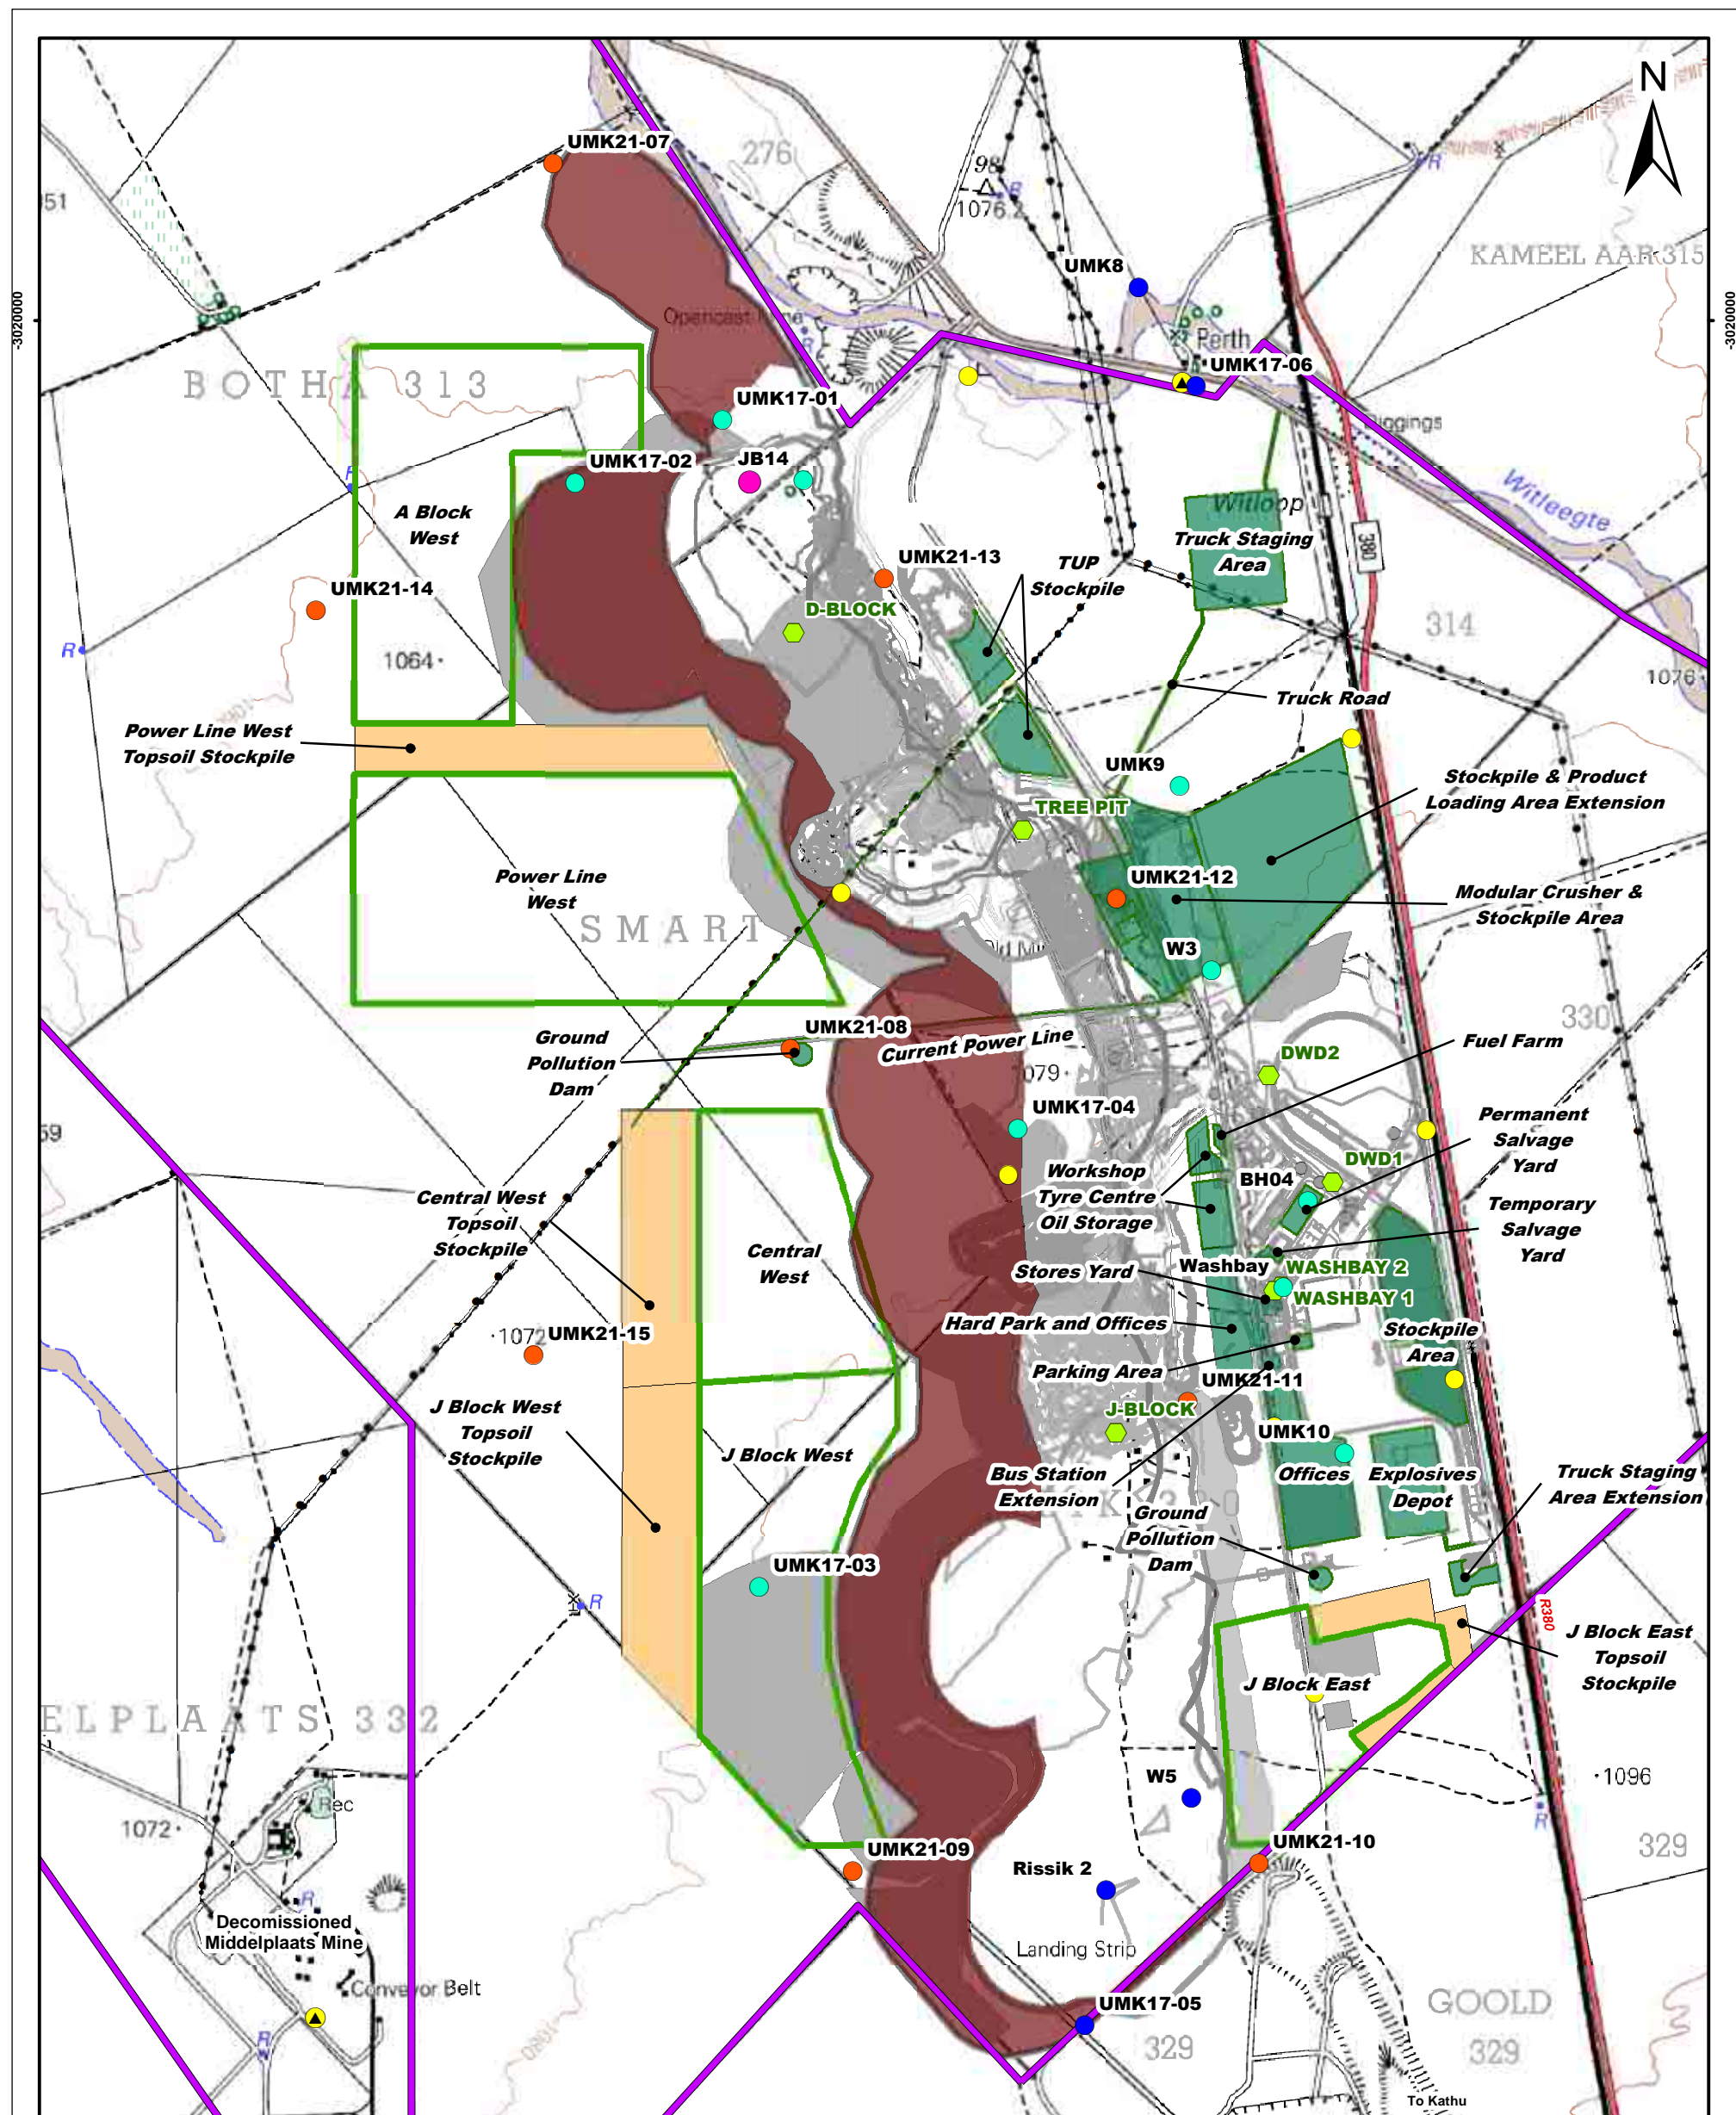 N
UMK21-07
276
98
1076.2
R
R
351
KAMEEL AAR 315
UMK8
-3020000
-3020000
Opencast Mine
Perth
UMK17-06
BOTHA 313
UMK17-01
Diggings
UMK17-02
JB14
Witleegte
Witloop
A Block
West
Truck Staging
Area
380
UMK21-13
TUP
Stockpile
UMK21-14
D-BLOCK
314
R
1064
1076
Truck Road
Power Line West
Topsoil Stockpile
UMK9
Stockpile & Product
Loading Area Extension
TREE PIT
Power Line
West
UMK21-12
Modular Crusher &
Stockpile Area
SMART
W3
330
UMK21-08
Ground
Pollution
Dam
Current Power Line
Fuel Farm
DWD2
1079
UMK17-04
Permanent
Salvage
Yard
59
DWD1
Workshop
Tyre Centre
Oil Storage
BH04
Central West
Topsoil
Stockpile
Temporary
Salvage
Yard
Central
West
Washbay
WASHBAY 2
Stores Yard
WASHBAY 1
Hard Park and Offices
1072
UMK21-15
Stockpile
Area
Parking Area
UMK21-11
J-BLOCK
J Block West
Topsoil
Stockpile
UMK10
J Block West
Bus Station
Extension
Offices
Explosives
Depot
Truck Staging
Area Extension
Ground
Pollution
Dam
UMK17-03
R
R380
J Block East
Topsoil
Stockpile
J Block East
ELPLAATS 332
W5
1096
Rec
1072
R
329
UMK21-09
UMK21-10
Rissik 2
R
Decomissioned
Middelplaats Mine
Landing Strip
Conveyor Belt
UMK17-05
GOOLD
329
329
R
1080
To Kathu